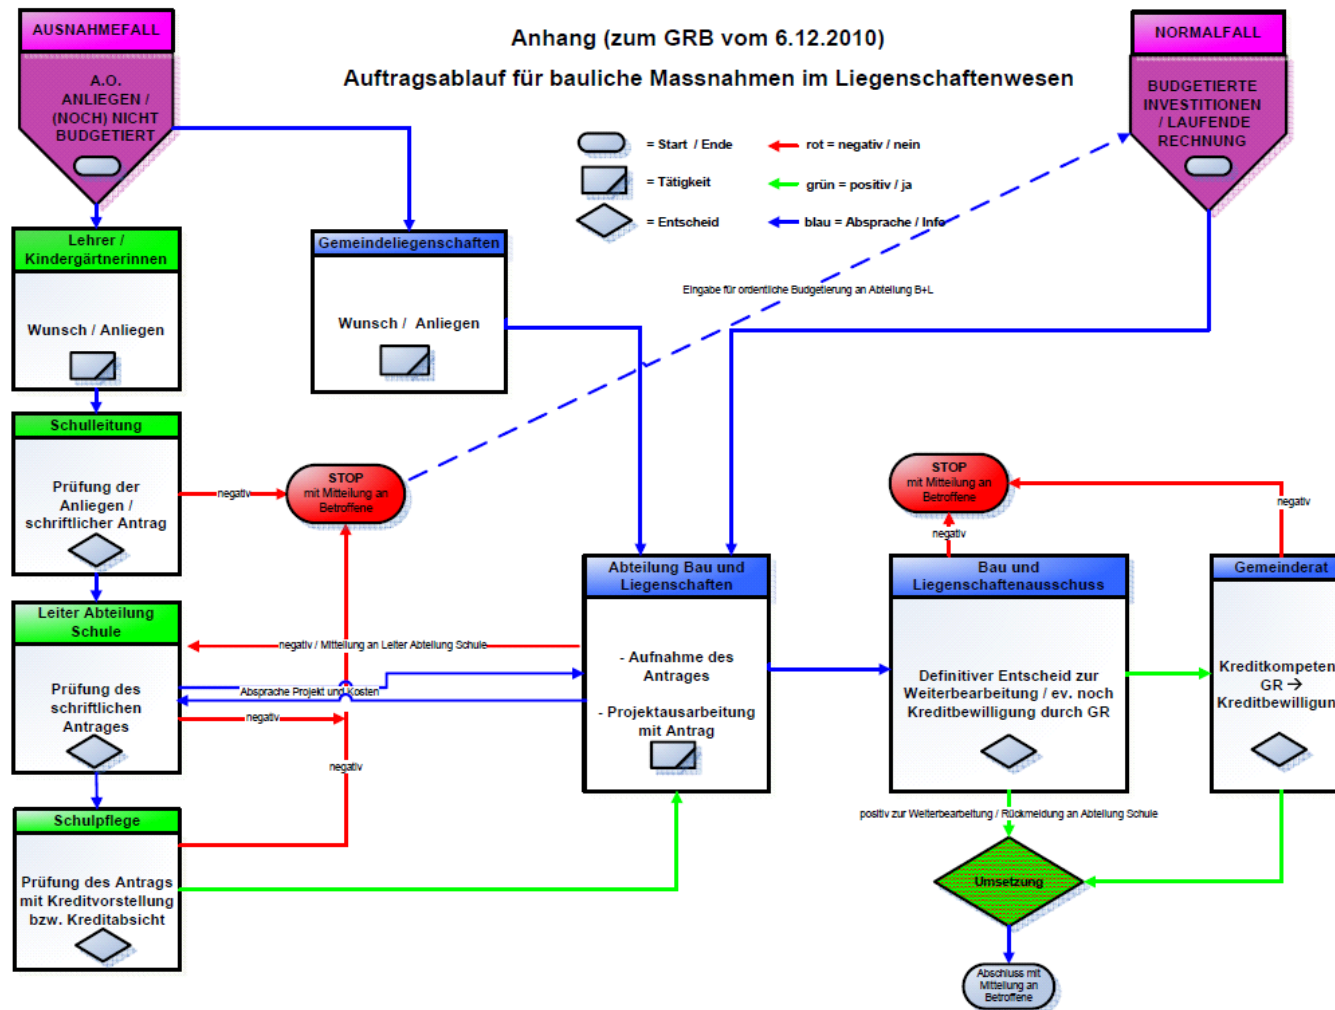 AUSNAHMEFALL
A.O.
ANLIEGEN /
(NOCH) NICHT
BUDGETIERT
Anhang (zum GRB vom 6.12.2010)
Auftragsablauf für bauliche Massnahmen im Liegenschaftenwesen
NORMALFALL
BUDGETIERTE
INVESTITIONEN
/ LAUFENDE
RECHNUNG
= Start / Ende
rot = negativ / nein
= Tätigkeit
grün = positiv / ja
= Entscheid
blau = Absprache / Info
Lehrer /
Kindergärtnerinnen
Wunsch / Anliegen
Gemeindeliegenschaften
Wunsch / Anliegen
Eingabe für ordentliche Budgetierung an Abteilung B+L
Schulleitung
Prüfung der
Anliegen /
schriftlicher Antrag
negativ
STOP
mit Mitteilung an
Betroffene
STOP
mit Mitteilung an
Betroffene
negativ
negativ
Leiter Abteilung
Schule
Prüfung des
schriftlichen
Antrages
negativ / Mitteilung an Leiter Abteilung Schule
Absprache Projekt und Kosten
negativ
negativ
Abteilung Bau und
Liegenschaften
- Aufnahme des
Antrages
- Projektausarbeitung
mit Antrag
Bau und
Liegenschaftenausschuss
Definitiver Entscheid zur
Weiterbearbeitung / ev. noch
Kreditbewilligung durch GR
Gemeinderat
Kreditkompeten
GR →
Kreditbewilligun
Schulpflege
Prüfung des Antrags
mit Kreditvorstellung
bzw. Kreditabsicht
positiv zur Weiterbearbeitung / Rückmeldung an Abteilung Schule
Umsetzung
Abschluss mit
Mitteilung an
Betroffene